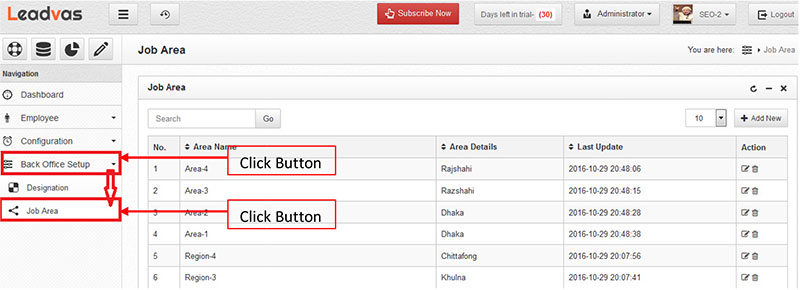 Leadvas
Subscribe Now
Days left in trial- (30)
Administrator
SEO-2
Logout
Job Area
You are here:
Job Area
Navigation
Dashboard
Employee
Configuration
Back Office Setup
Designation
Job Area
Job Area
Search
Go
10
Add New
No. Area Name Area Details Last Update Action
1 Area-4 Rajshahi 2016-10-29 20:48:06
2 Area-3 Razshahi 2016-10-29 20:48:15
3 Area-2 Dhaka 2016-10-29 20:48:28
4 Area-1 Dhaka 2016-10-29 20:48:38
5 Region-4 Chittafong 2016-10-29 20:07:56
6 Region-3 Khulna 2016-10-29 20:07:41
Click Button
Click Button